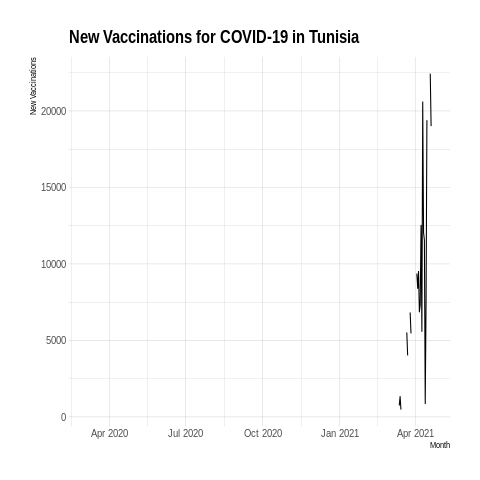 New Vaccinations for COVID-19 in Tunisia
New Vaccinations
20000
15000
10000
5000
0
Apr 2020 Jul 2020 Oct 2020 Jan 2021 Apr 2021
Month